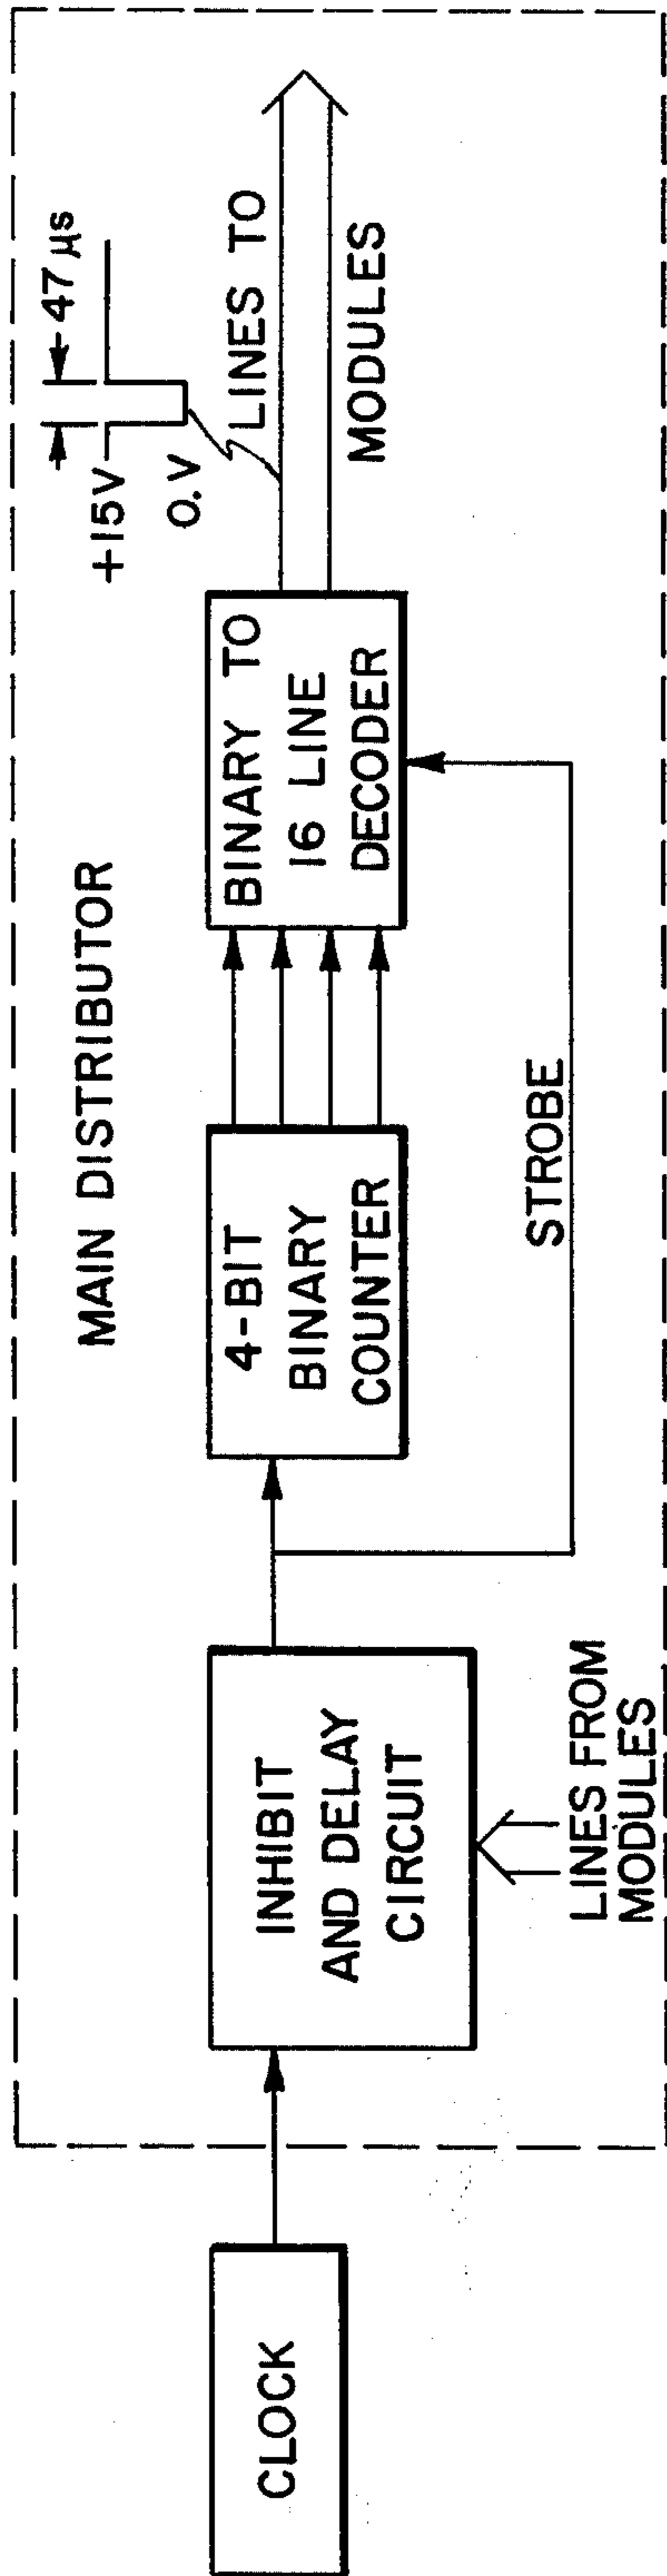 MAIN DISTRIBUTOR
CLOCK
INHIBIT
AND DELAY
CIRCUIT
LINES FROM
MODULES
4-BIT
BINARY
COUNTER
STROBE
BINARY TO
16 LINE
DECODER
+15V
O.V
47 μs
LINES TO
MODULES